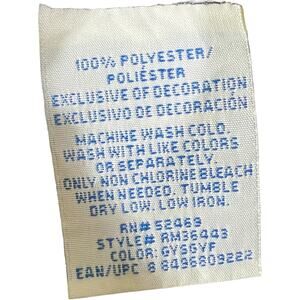 100% POLYESTER/
POLIÉSTER
EXCLUSIVE OF DECORATION
EXCLUSIVO DE DECORACIÓN
MACHINE WASH COLD.
WASH WITH LIKE COLORS
OR SEPARATELY.
ONLY NON CHLORINE BLEACH
WHEN NEEDED. TUMBLE
DRY LOW. LOW IRON.
RN# 52469
STYLE# RM36443
COLOR: GYSGYF
EAN/UPC 6 8496809222